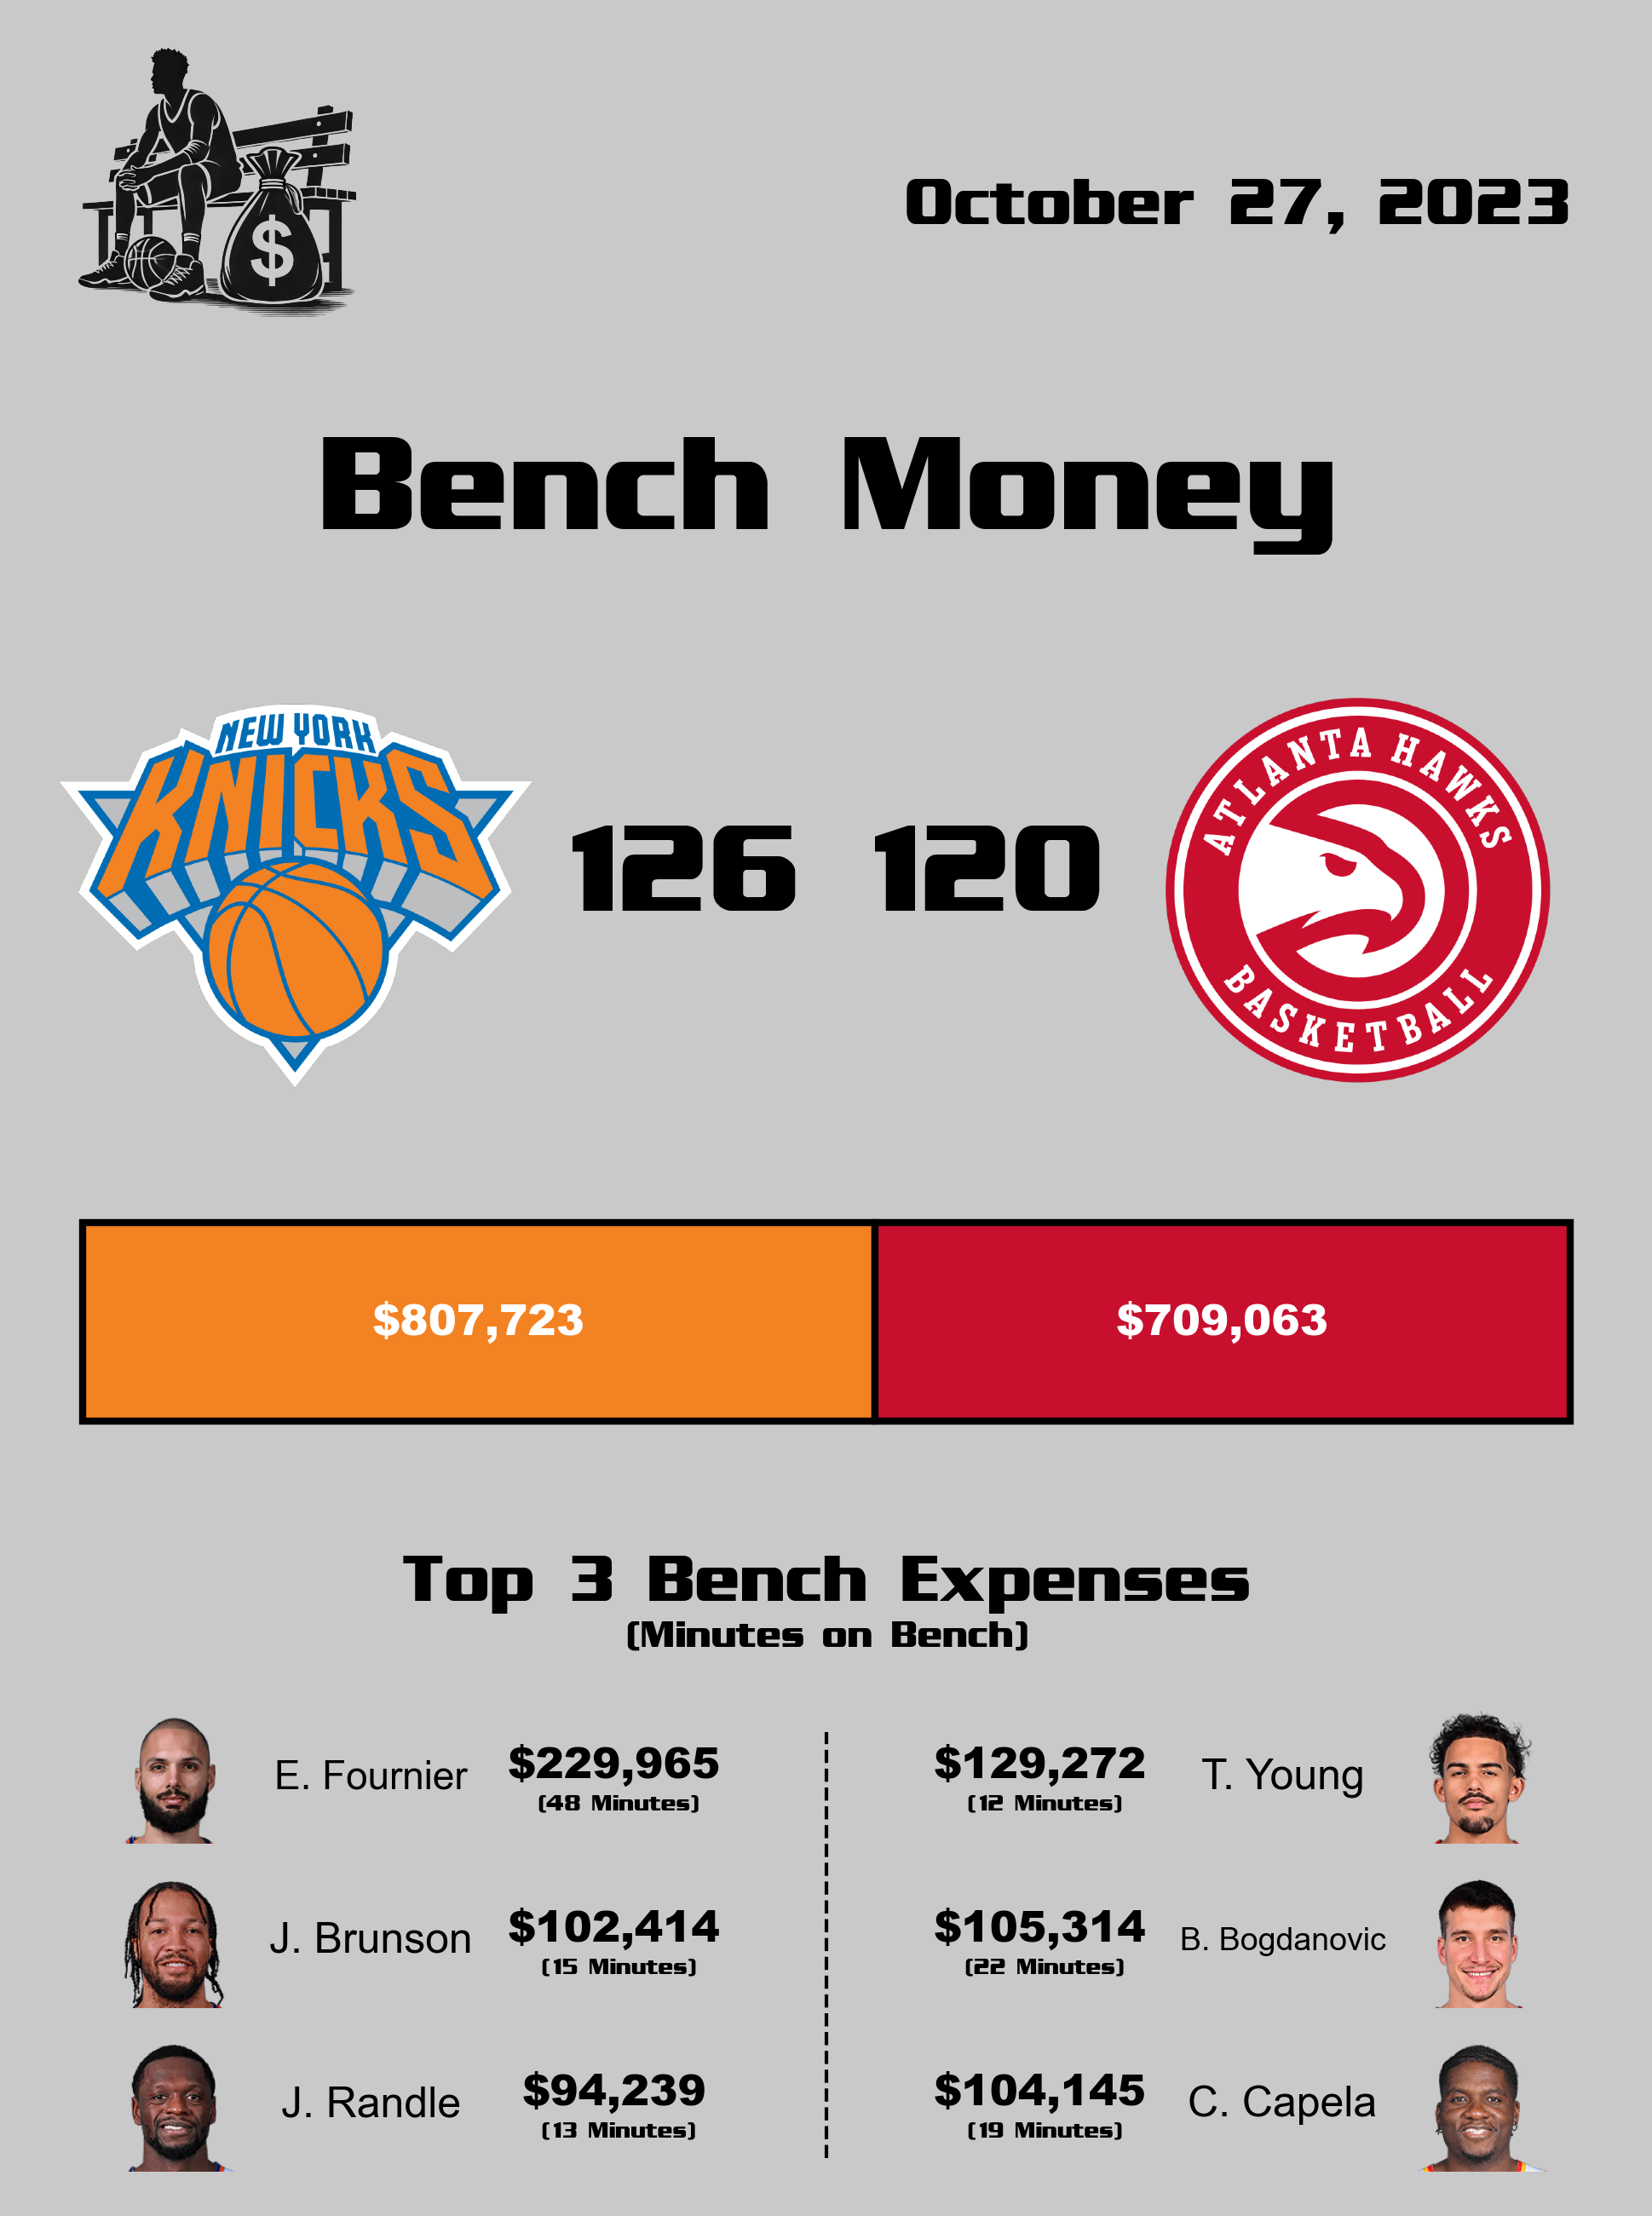 $
October 27, 2023
Bench Money
NEW YORK
KNICKS
126 120
ATLANTA HAWKS
BASKETBALL
$807,723 $709,063
Top 3 Bench Expenses
(Minutes on Bench)
E. Fournier $229,965 $129,272 T. Young
(48 Minutes) (12 Minutes)
J. Brunson $102,414 $105,314 B. Bogdanovic
(15 Minutes) (22 Minutes)
J. Randle $94,239 $104,145 C. Capela
(13 Minutes) (19 Minutes)